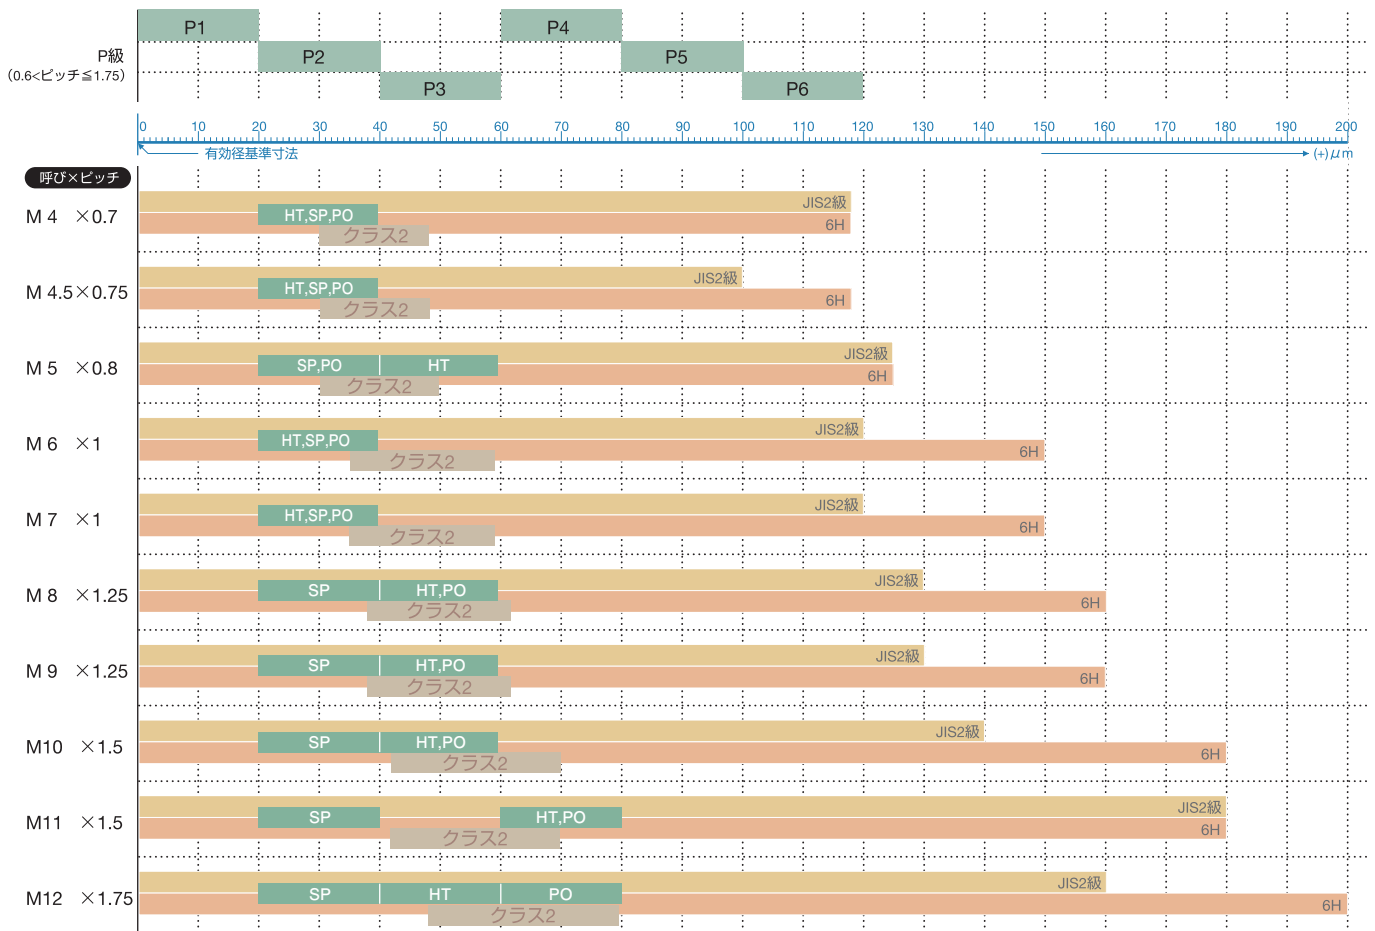 P1 P4
P級 P2 P5
(0.6<ピッチ≦1.75) P3 P6
0 10 20 30 40 50 60 70 80 90 100 110 120 130 140 150 160 170 180 190 200
有効径基準寸法 (+)μm
呼び×ピッチ
JIS2級
M 4 ×0.7 HT,SP,PO 6H
クラス2
JIS2級
M 4.5×0.75 HT,SP,PO 6H
クラス2
JIS2級
M 5 ×0.8 SP,PO HT 6H
クラス2
JIS2級
M 6 ×1 HT,SP,PO 6H
クラス2
JIS2級
M 7 ×1 HT,SP,PO 6H
クラス2
JIS2級
M 8 ×1.25 SP HT,PO 6H
クラス2
JIS2級
M 9 ×1.25 SP HT,PO 6H
クラス2
JIS2級
M10 ×1.5 SP HT,PO 6H
クラス2
JIS2級
M11 ×1.5 SP HT,PO 6H
クラス2
JIS2級
M12 ×1.75 SP HT PO 6H
クラス2